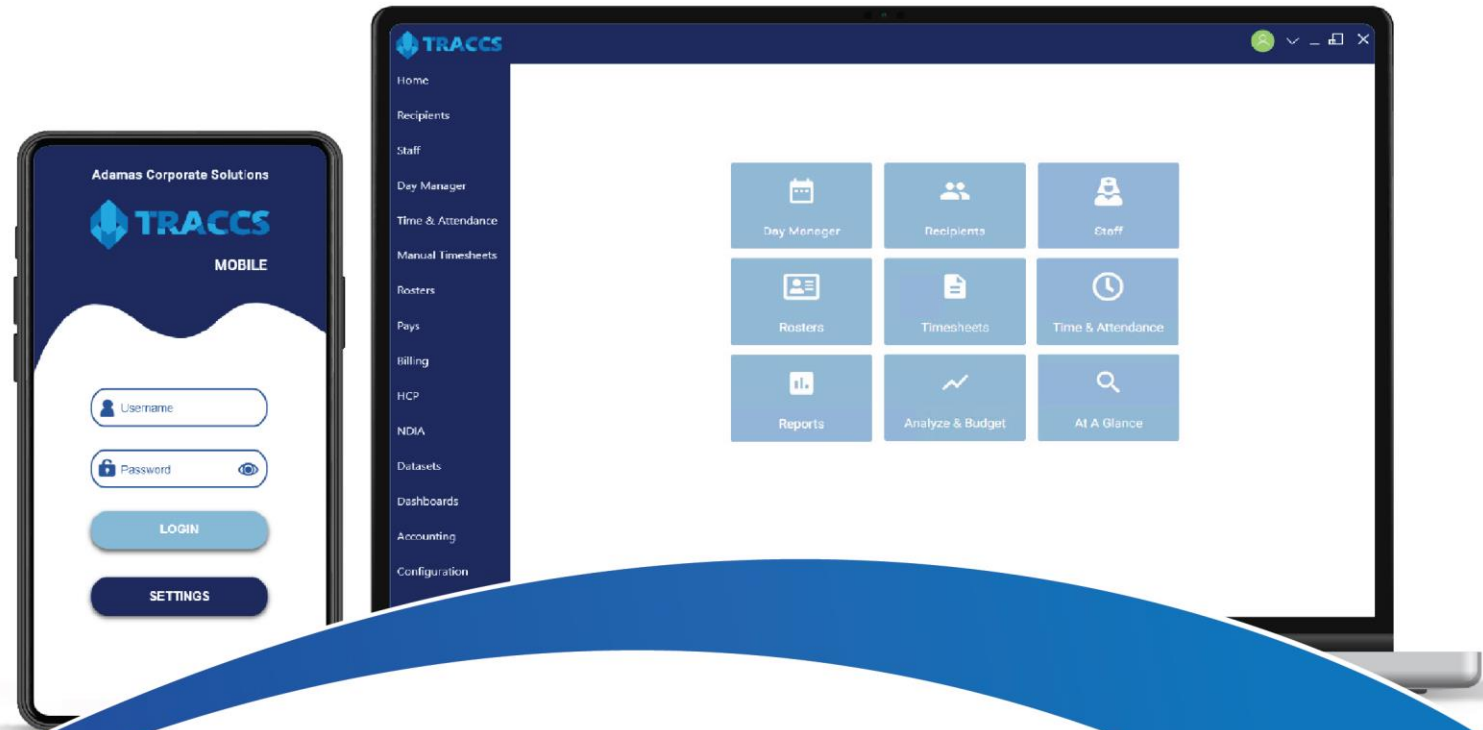 Adamas Corporate Solutions
TRACCS
MOBILE
Username
Password
LOGIN
SETTINGS
TRACCS
Home
Recipients
Staff
Day Manager
Time & Attendance
Manual Timesheets
Rosters
Pays
Billing
HCP
NDIA
Datasets
Dashboards
Accounting
Configuration
Day Manager
Recipients
Staff
Rosters
Timesheets
Time & Attendance
Reports
Analyze & Budget
At A Glance